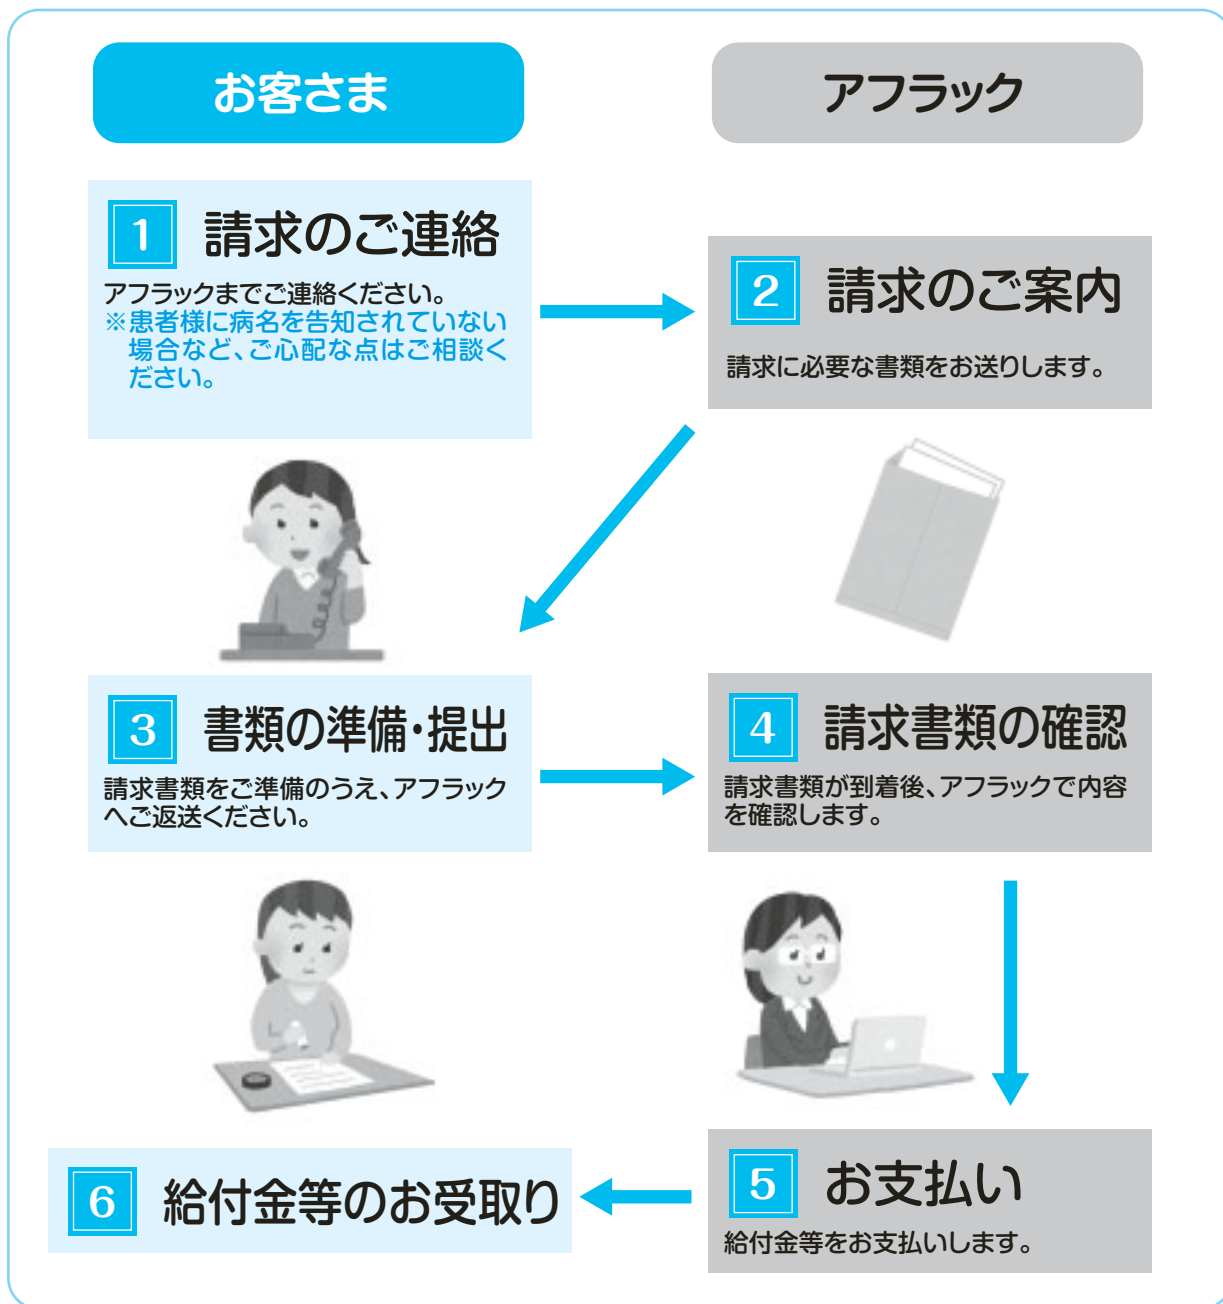 お客さま
アフラック
1 請求のご連絡
アフラックまでご連絡ください。
※患者様に病名を告知されていない
場合など、ご心配な点はご相談く
ださい。
2 請求のご案内
請求に必要な書類をお送りします。
3 書類の準備・提出
請求書類をご準備のうえ、アフラック
へご返送ください。
4 請求書類の確認
請求書類が到着後、アフラックで内容
を確認します。
5 お支払い
給付金等をお支払いします。
6 給付金等のお受取り